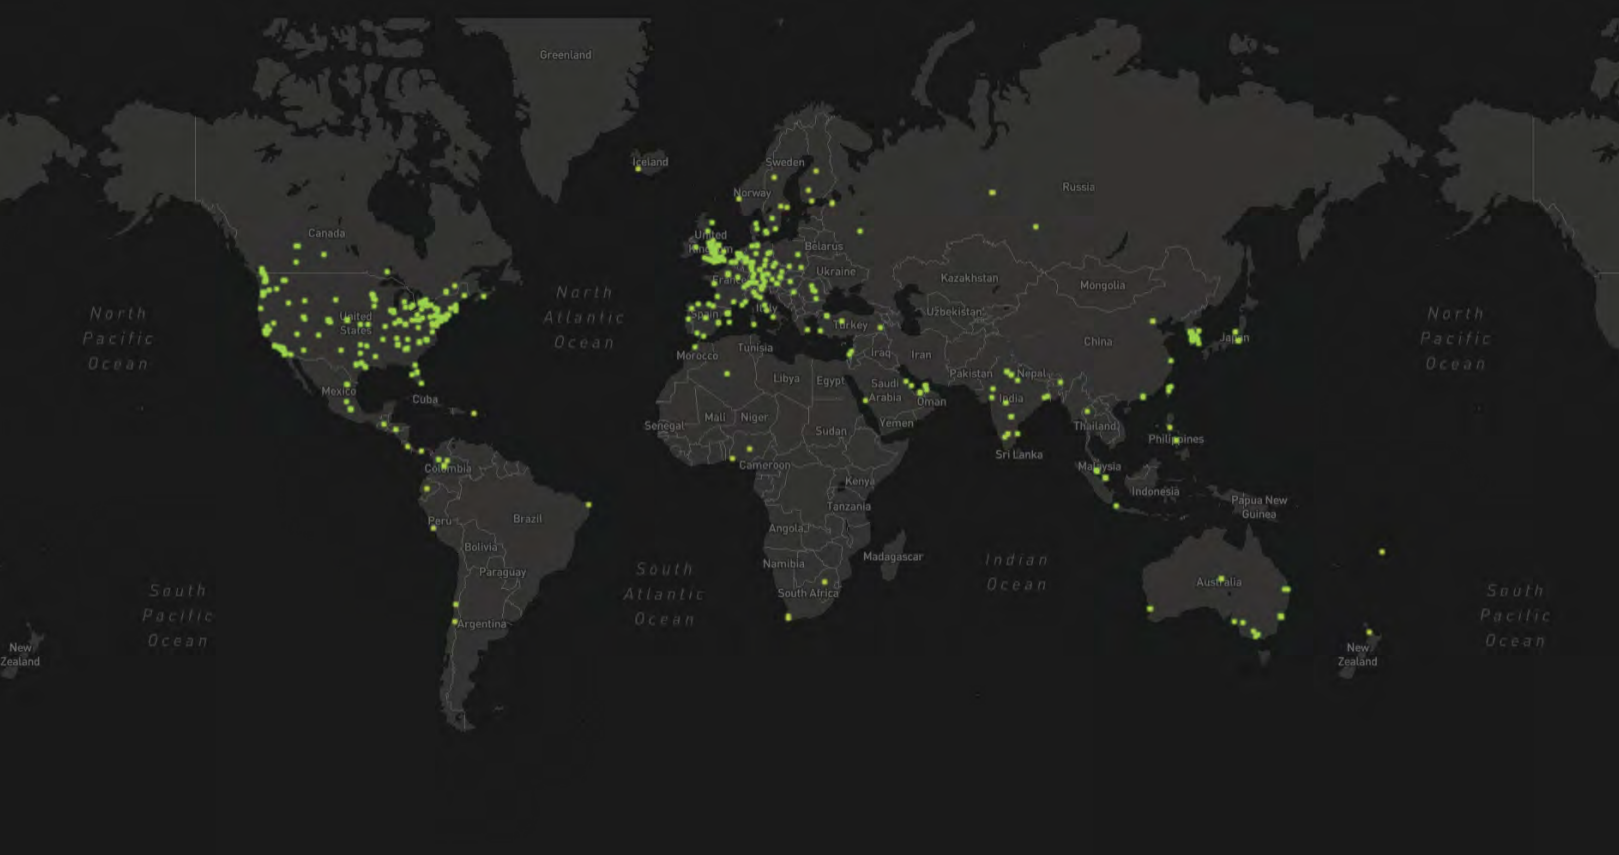 Greenland
Iceland
Sweden
Norway
Russia
Canada
United
Kingdom
Belarus
Ukraine
France
Kazakhstan
Mongolia
North
Atlantic
Ocean
North
Pacific
Ocean
United
States
Spain
Italy
Turkey
Uzbekistan
China
Japan
North
Pacific
Ocean
Morocco
Tunisia
Iraq
Iran
Mexico
Cuba
Libya
Egypt
Saudi
Arabia
Pakistan
Nepal
Oman
India
Senegal
Mali
Niger
Sudan
Yemen
Thailand
Philippines
Sri Lanka
Colombia
Cameroon
Kenya
Malaysia
Indonesia
Papua New
Guinea
Peru
Brazil
Tanzania
Angola
Bolivia
Paraguay
Namibia
Madagascar
Indian
Ocean
South
Pacific
Ocean
South
Atlantic
Ocean
South Africa
Australia
South
Pacific
Ocean
Argentina
New
Zealand
New
Zealand